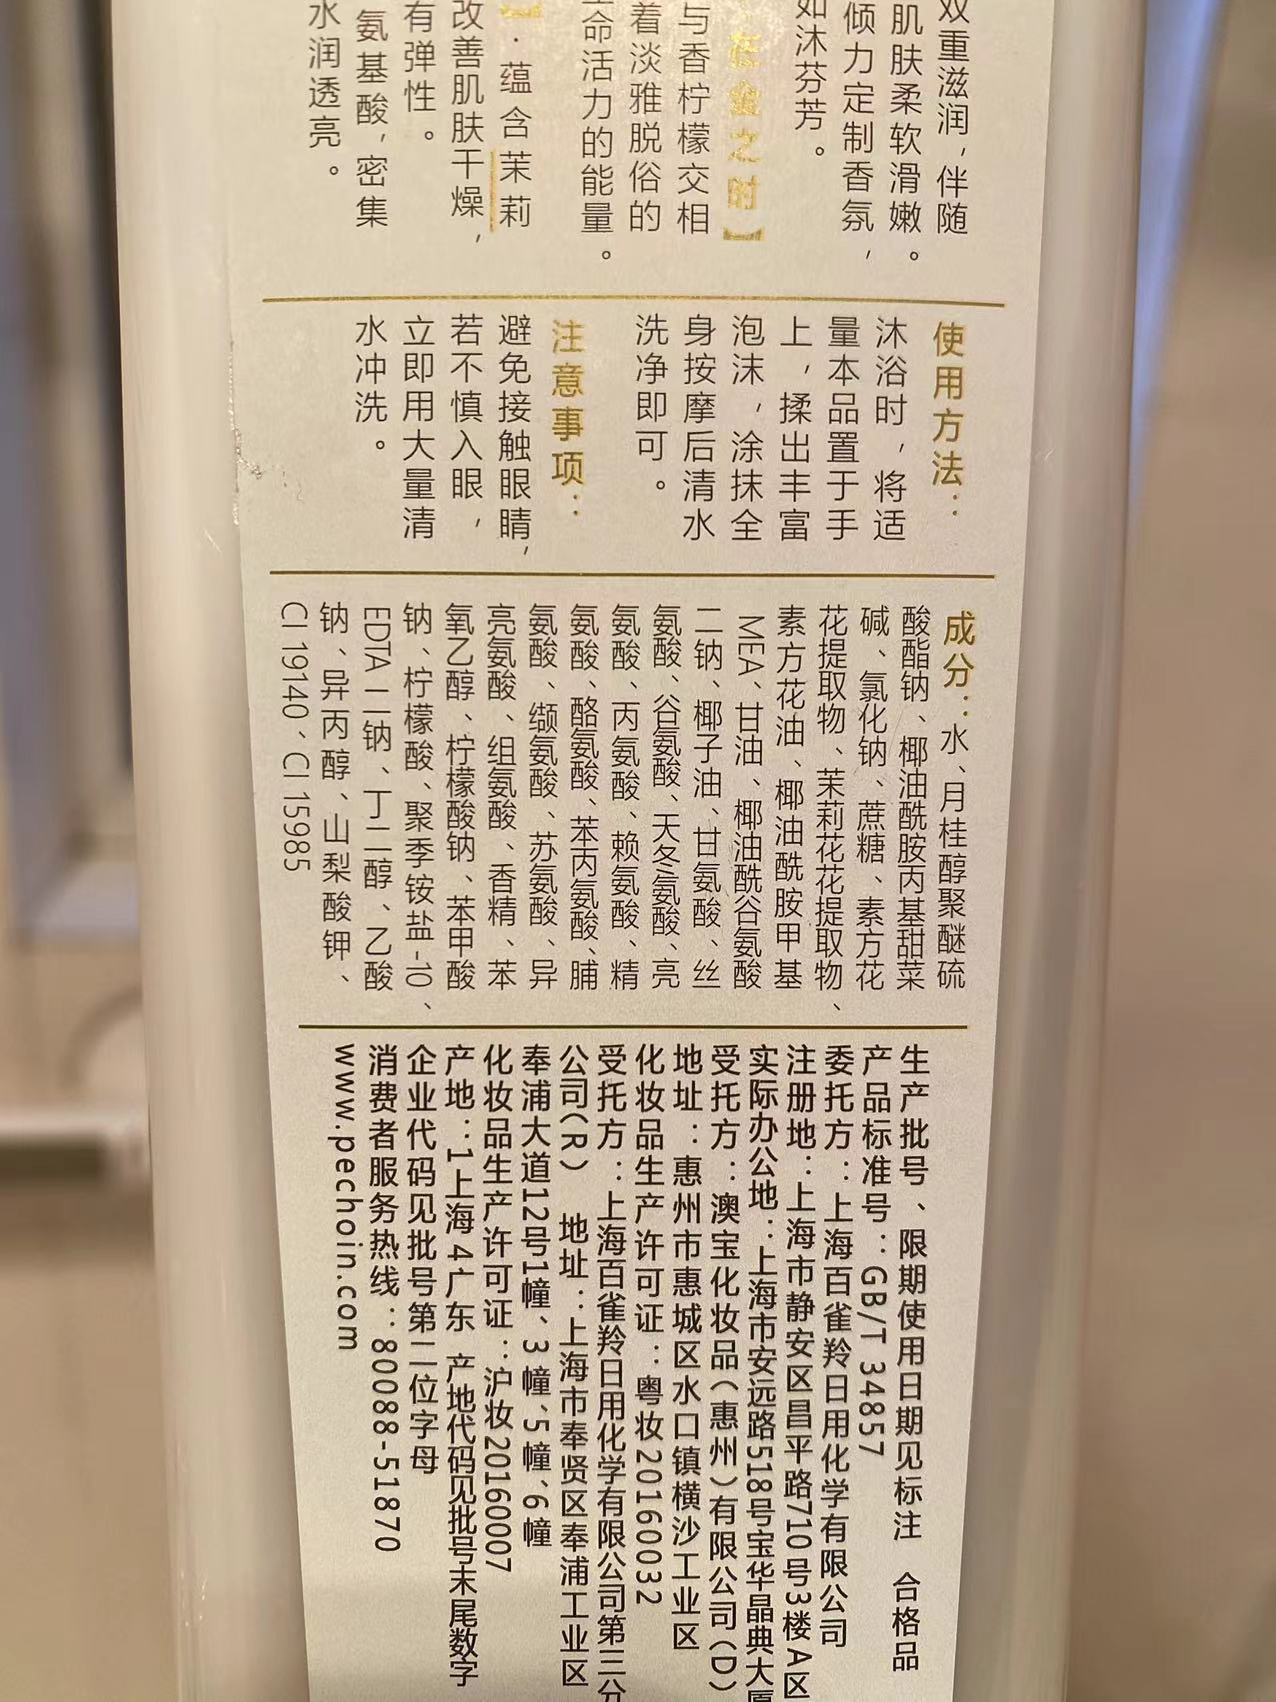 双重滋润,伴随
肌肤柔软滑嫩。
倾力定制香氛,
如沐芬芳。
在金之时】
与香柠檬交相
着淡雅脱俗的
命活力的能量。
】·蕴含茉莉
改善肌肤干燥,
有弹性。
氨基酸,密集
水润透亮。
使用方法:
沐浴时,将适
量本品置于手
上,揉出丰富
泡沫,涂抹全
身按摩后清水
洗净即可。
注意事项:
避免接触眼睛,
若不慎入眼,
立即用大量清
水冲洗。
成分:水、月桂醇聚醚硫
酸酯钠、椰油酰胺丙基甜菜
碱、氯化钠、蔗糖、素方花
花提取物、茉莉花花提取物、
素方花油、椰油酰胺甲基
MEA、甘油、椰油酰谷氨酸
二钠、椰子油、甘氨酸、丝
氨酸、谷氨酸、天冬氨酸、亮
氨酸、丙氨酸、赖氨酸、精
氨酸、酪氨酸、苯丙氨酸、脯
氨酸、缬氨酸、苏氨酸、异
亮氨酸、组氨酸、香精、苯
氧乙醇、柠檬酸钠、苯甲酸
钠、柠檬酸、聚季铵盐-10、
EDTA 二钠、丁二醇、乙酸
钠、异丙醇、山梨酸钾、
CI 19140、CI 15985
生产批号、限期使用日期见标注 合格品
产品标准号:GB/T 34857
委托方:上海百雀羚日用化学有限公司
注册地:上海市静安区昌平路710号3楼A区
实际办公地:上海市安远路518号宝华晶典大厦
受托方:澳宝化妆品(惠州)有限公司(D)
地址:惠州市惠城区水口镇横沙工业区
化妆品生产许可证:粤妆20160032
受托方:上海百雀羚日用化学有限公司第三分
公司(R) 地址:上海市奉贤区奉浦工业区
奉浦大道12号1幢、3幢、5幢、6幢
化妆品生产许可证:沪妆20160007
产地:1上海 4广东 产地代码见批号末尾数字
企业代码见批号第二位字母
消费者服务热线:80088-51870
www.pechoin.com